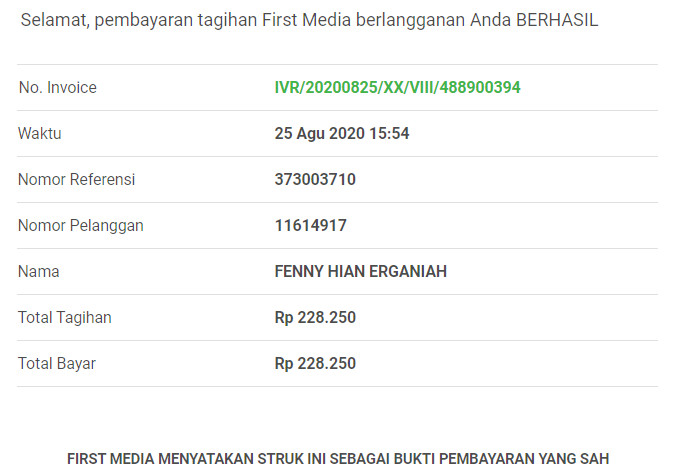 Selamat, pembayaran tagihan First Media berlangganan Anda BERHASIL
No. Invoice IVR/20200825/XX/VIII/488900394
Waktu 25 Agu 2020 15:54
Nomor Referensi 373003710
Nomor Pelanggan 11614917
Nama FENNY HIAN ERGANIAH
Total Tagihan Rp 228.250
Total Bayar Rp 228.250
FIRST MEDIA MENYATAKAN STRUK INI SEBAGAI BUKTI PEMBAYARAN YANG SAH